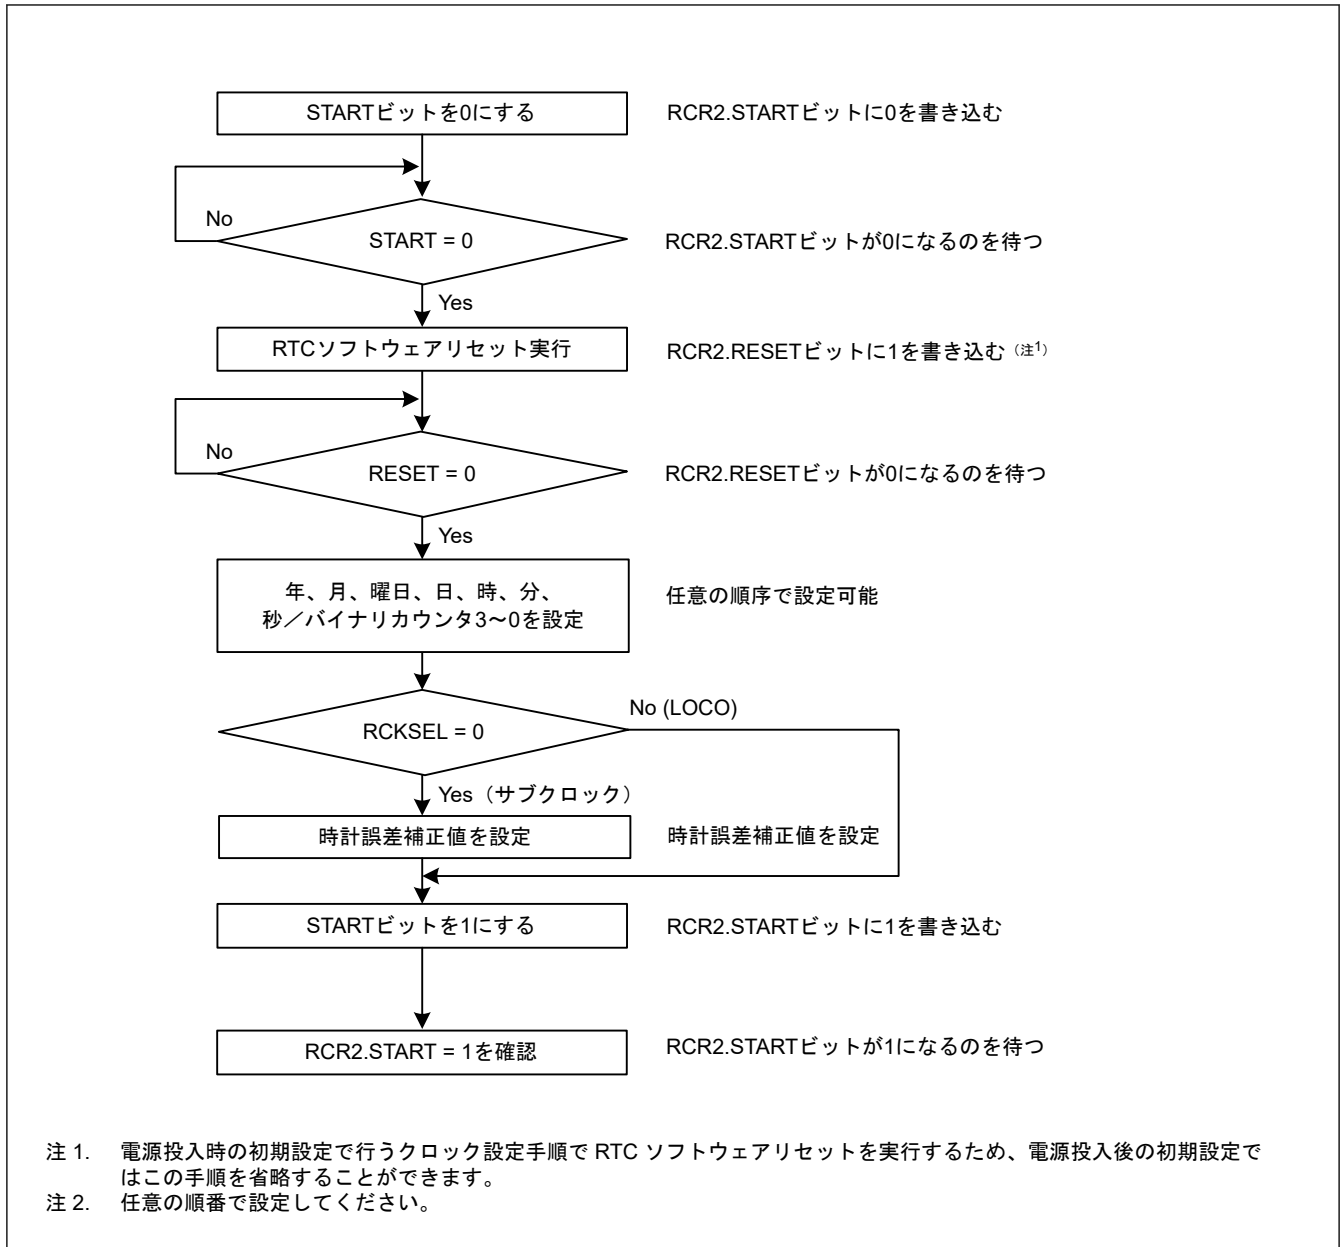 STARTビットを0にする
RCR2.STARTビットに0を書き込む
No
START = 0
RCR2.STARTビットが0になるのを待つ
Yes
RTCソフトウェアリセット実行
RCR2.RESETビットに1を書き込む（注1）
No
RESET = 0
RCR2.RESETビットが0になるのを待つ
Yes
年、月、曜日、日、時、分、
秒／バイナリカウンタ3～0を設定
任意の順序で設定可能
No (LOCO)
RCKSEL = 0
Yes（サブクロック）
時計誤差補正値を設定
時計誤差補正値を設定
STARTビットを1にする
RCR2.STARTビットに1を書き込む
RCR2.START = 1を確認
RCR2.STARTビットが1になるのを待つ
注 1. 電源投入時の初期設定で行うクロック設定手順で RTC ソフトウェアリセットを実行するため、電源投入後の初期設定で
はこの手順を省略することができます。
注 2. 任意の順番で設定してください。